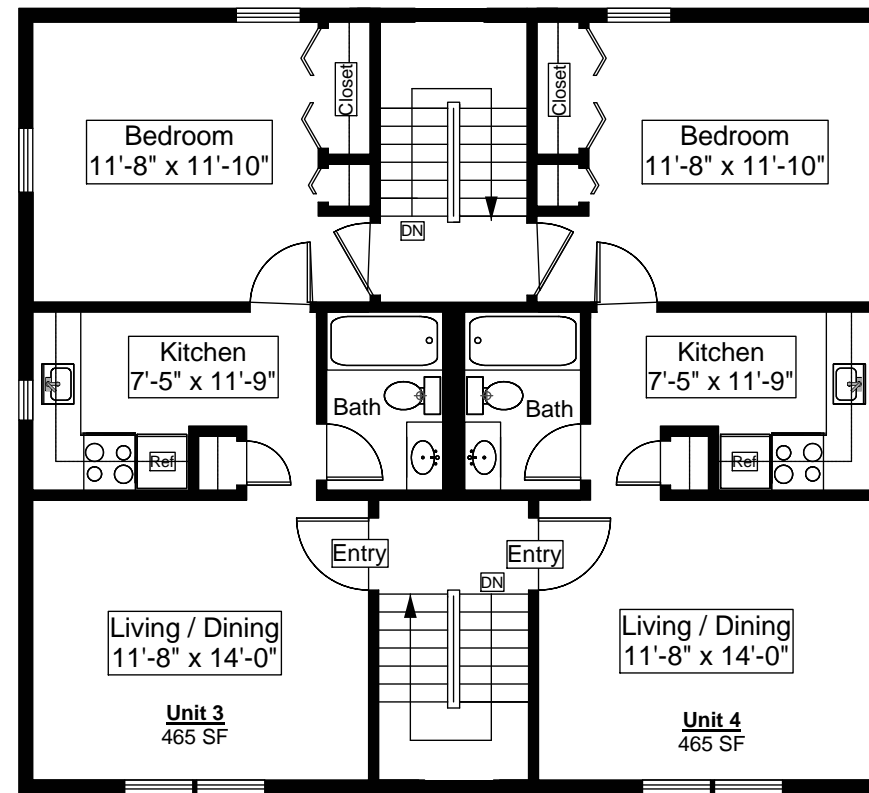 Closet
Closet
Bedroom
11'-8" x 11'-10"
Bedroom
11'-8" x 11'-10"
DN
Kitchen
7'-5" x 11'-9"
Kitchen
7'-5" x 11'-9"
Bath
Bath
Ref
Ref
Entry
Entry
DN
Living / Dining
11'-8" x 14'-0"
Living / Dining
11'-8" x 14'-0"
Unit 3
465 SF
Unit 4
465 SF